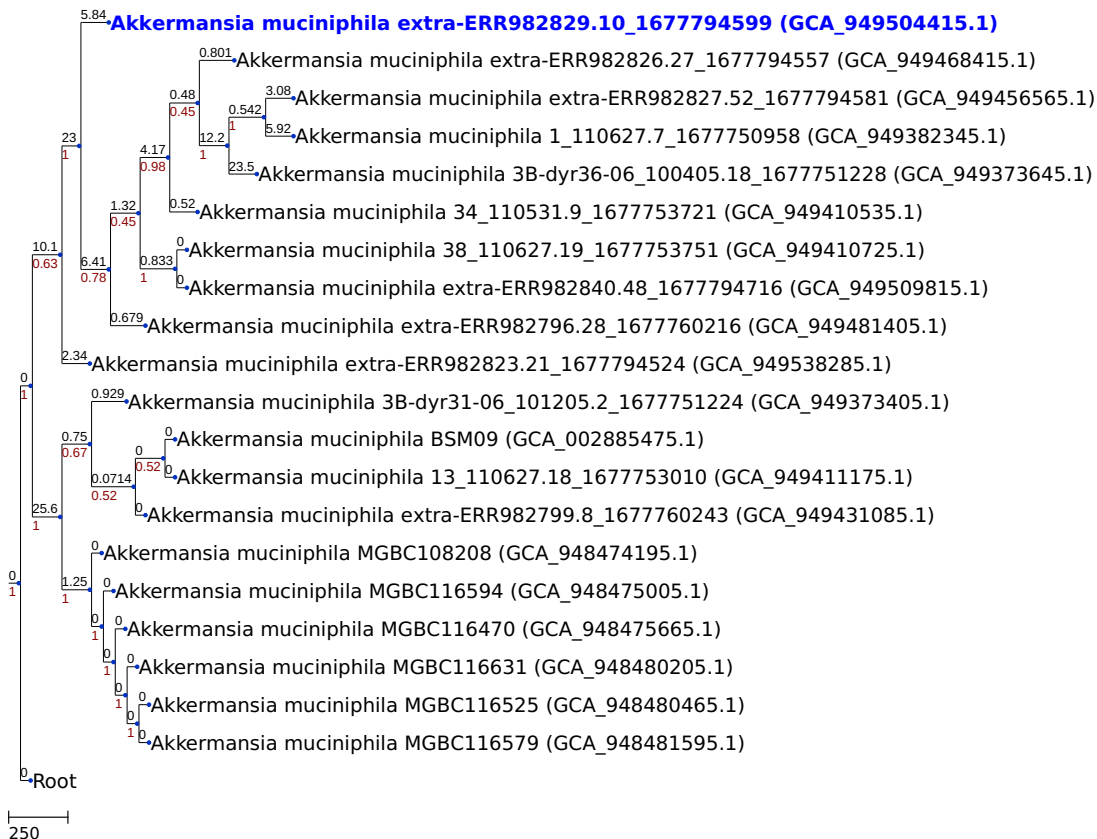 5.84
Akkermansia muciniphila extra-ERR982829.10_1677794599 (GCA_949504415.1)
0.801
Akkermansia muciniphila extra-ERR982826.27_1677794557 (GCA_949468415.1)
0.48
0.45
3.08
Akkermansia muciniphila extra-ERR982827.52_1677794581 (GCA_949456565.1)
0.542
1
23
1
12.2
1
5.92
Akkermansia muciniphila 1_110627.7_1677750958 (GCA_949382345.1)
4.17
0.98
23.5
Akkermansia muciniphila 3B-dyr36-06_100405.18_1677751228 (GCA_949373645.1)
1.32
0.45
0.52
Akkermansia muciniphila 34_110531.9_1677753721 (GCA_949410535.1)
10.1
0.63
0
Akkermansia muciniphila 38_110627.19_1677753751 (GCA_949410725.1)
6.41
0.78
0.833
1
0
Akkermansia muciniphila extra-ERR982840.48_1677794716 (GCA_949509815.1)
0.679
Akkermansia muciniphila extra-ERR982796.28_1677760216 (GCA_949481405.1)
2.34
Akkermansia muciniphila extra-ERR982823.21_1677794524 (GCA_949538285.1)
0
1
0.929
Akkermansia muciniphila 3B-dyr31-06_101205.2_1677751224 (GCA_949373405.1)
0.75
0.67
0
Akkermansia muciniphila BSM09 (GCA_002885475.1)
0
0.52
0
Akkermansia muciniphila 13_110627.18_1677753010 (GCA_949411175.1)
0.0714
0.52
25.6
1
0
Akkermansia muciniphila extra-ERR982799.8_1677760243 (GCA_949431085.1)
0
Akkermansia muciniphila MGBC108208 (GCA_948474195.1)
0
1
1.25
1
0
Akkermansia muciniphila MGBC116594 (GCA_948475005.1)
0
1
0
Akkermansia muciniphila MGBC116470 (GCA_948475665.1)
0
1
0
Akkermansia muciniphila MGBC116631 (GCA_948480205.1)
0
1
0
Akkermansia muciniphila MGBC116525 (GCA_948480465.1)
0
1
0
Akkermansia muciniphila MGBC116579 (GCA_948481595.1)
0
Root
250